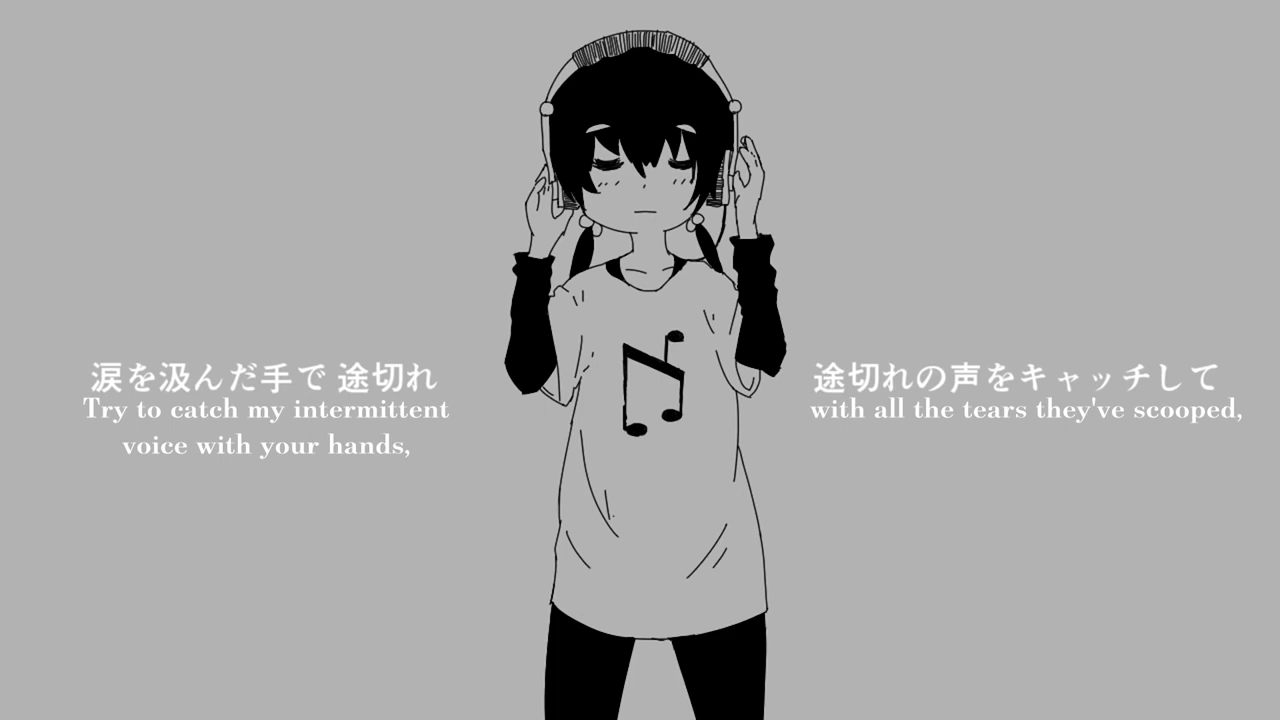 涙を汲んだ手で 途切れ
Try to catch my intermittent
voice with your hands,
途切れの声をキャッチして
with all the tears they've scooped,